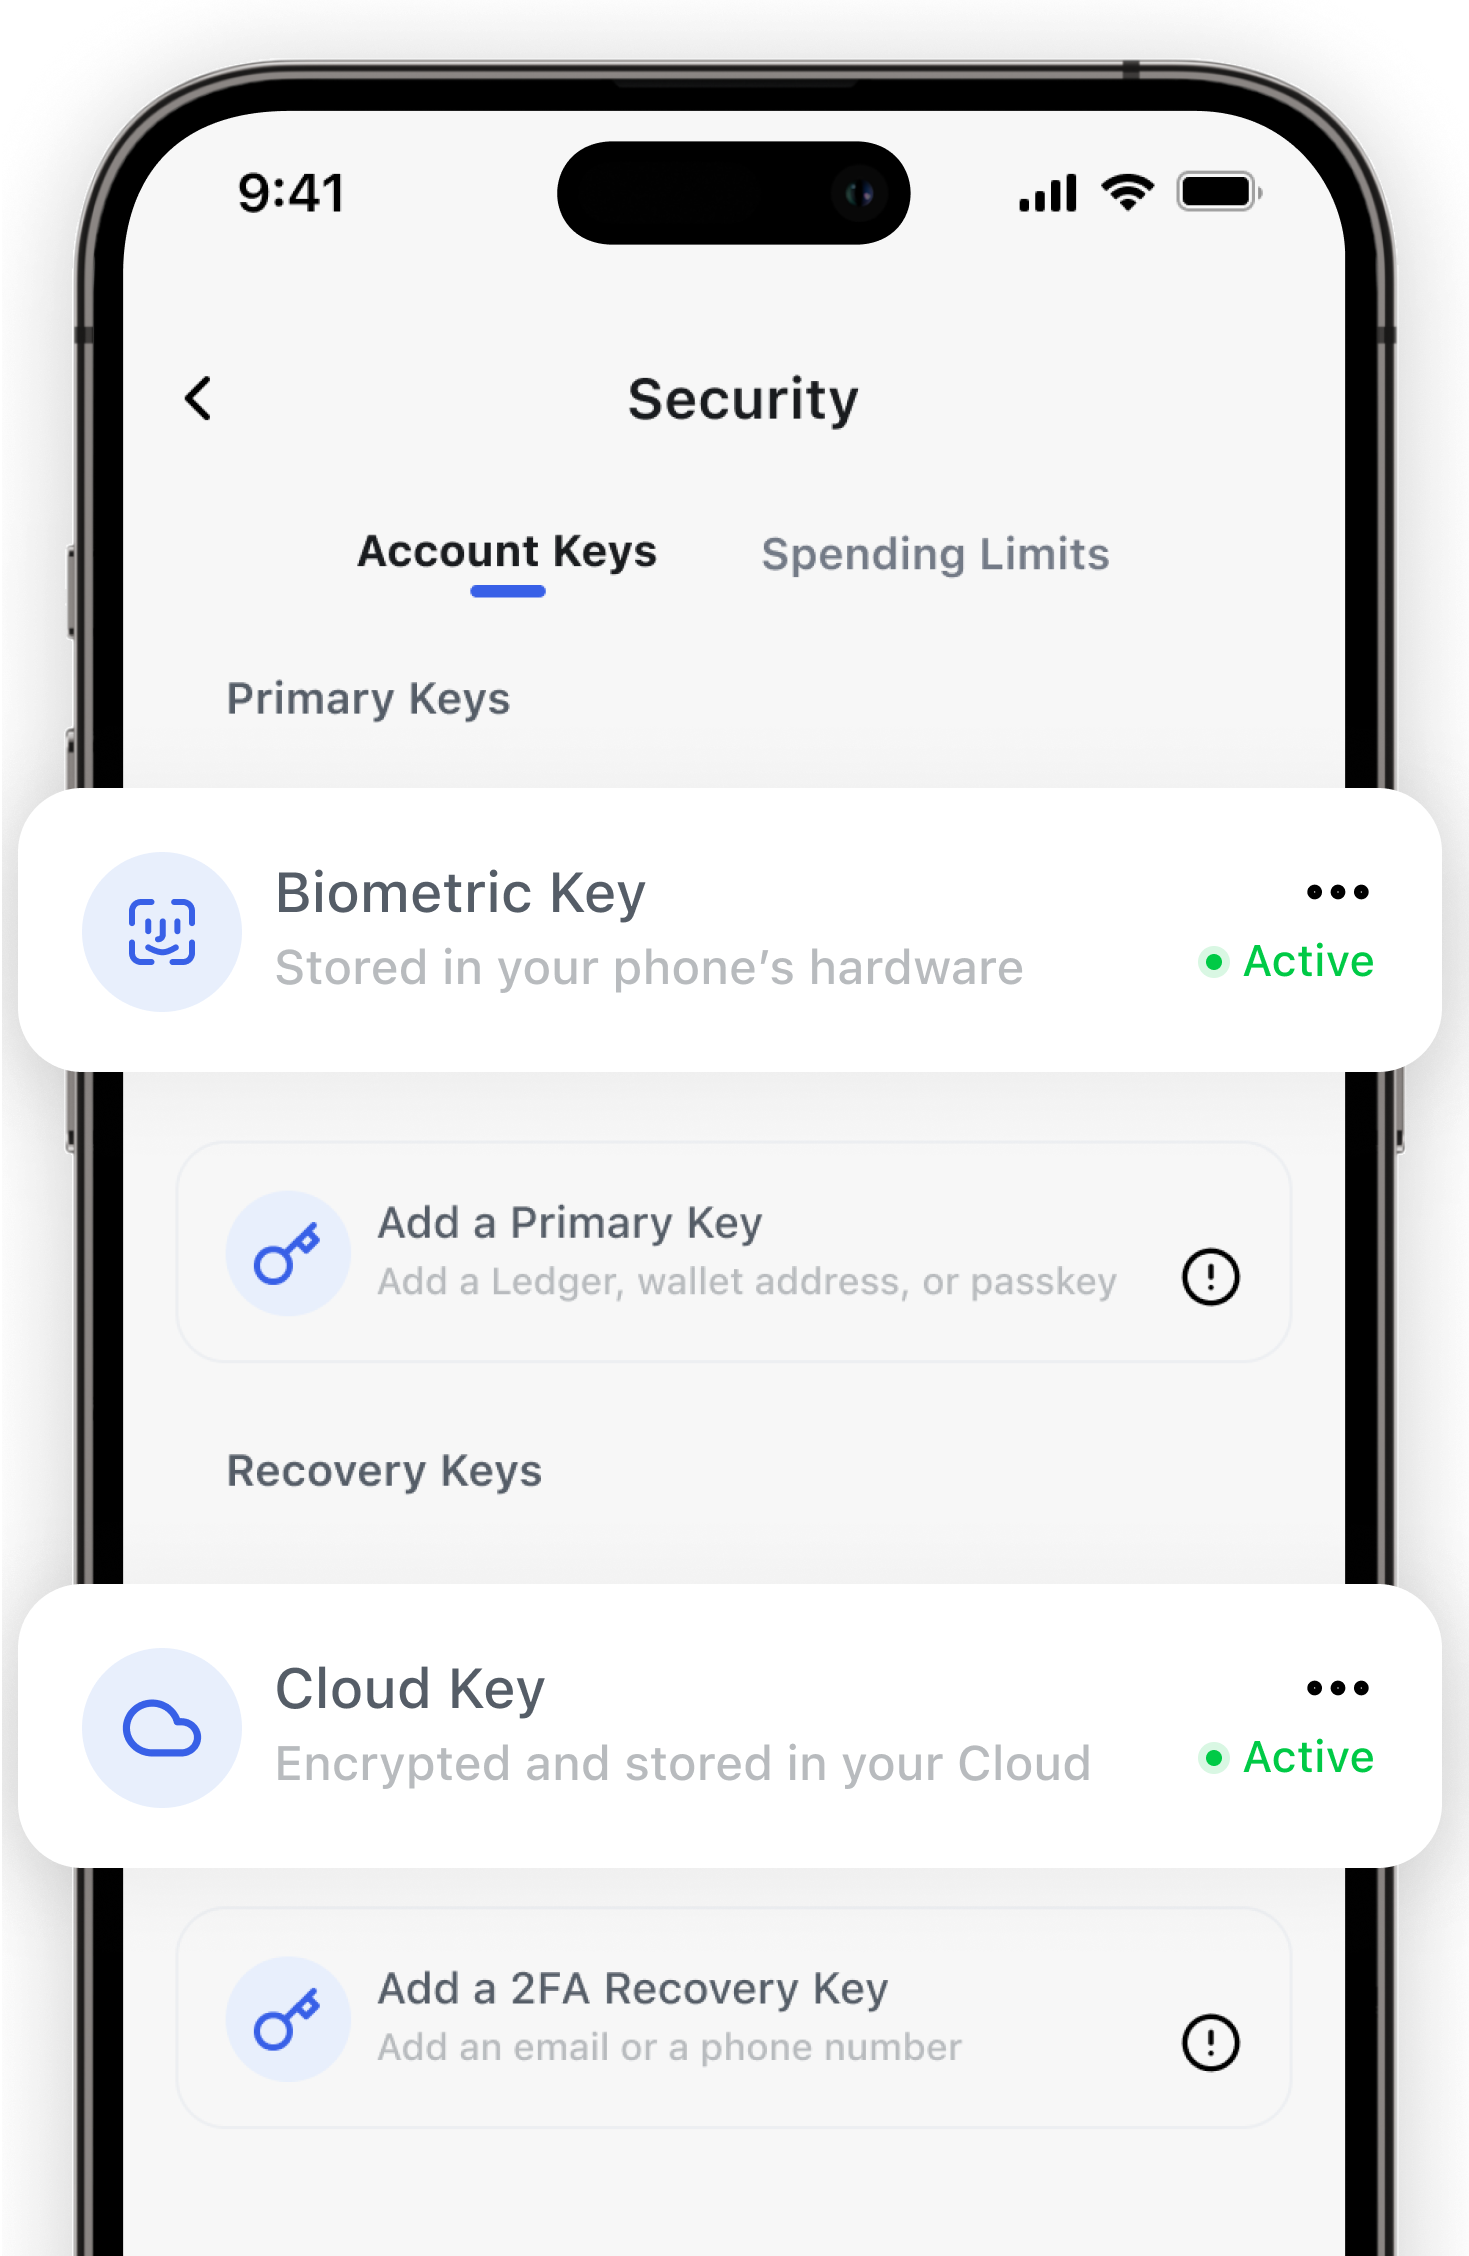 9:41
Security
Account Keys
Spending Limits
Primary Keys
Biometric Key
Stored in your phone’s hardware
Active
Add a Primary Key
Add a Ledger, wallet address, or passkey
Recovery Keys
Cloud Key
Encrypted and stored in your Cloud
Active
Add a 2FA Recovery Key
Add an email or a phone number